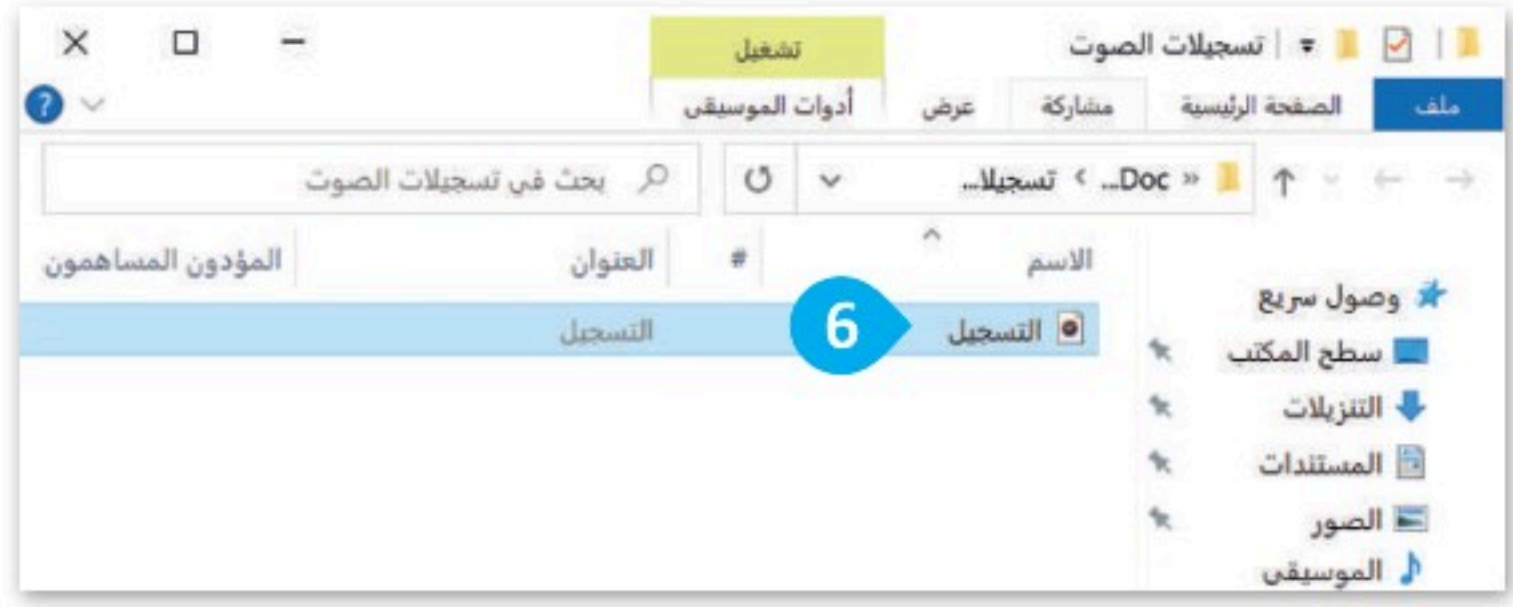 تسجيلات الصوت
تشغيل
ملف
الصفحة الرئيسية
مشاركة
عرض
أدوات الموسيقى
?
« Doc... › تسجيلا...
بحث في تسجيلات الصوت
الاسم
#
العنوان
المؤدون المساهمون
التسجيل
6
التسجيل
وصول سريع
سطح المكتب
التنزيلات
المستندات
الصور
الموسيقى